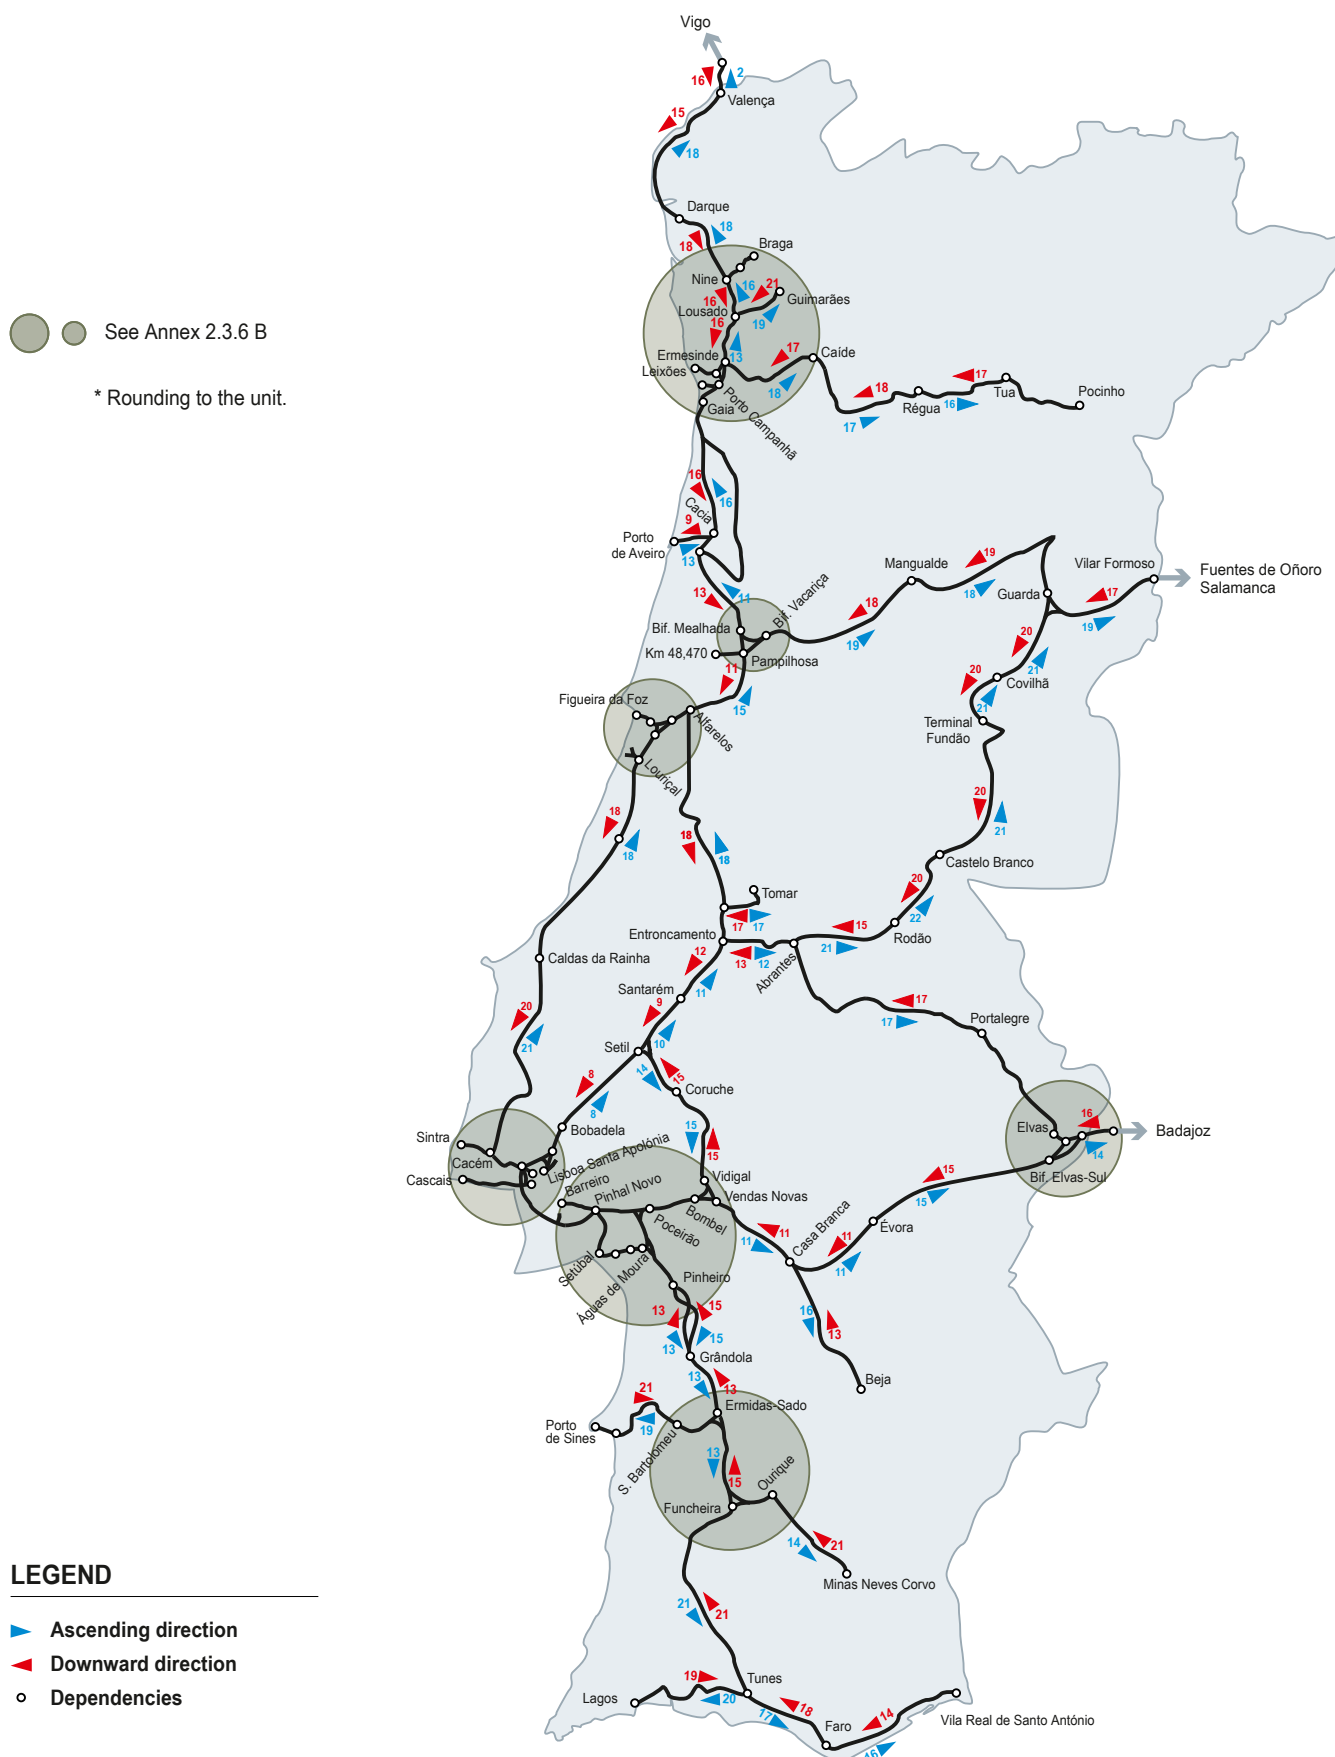 Vigo
16
2
Valença
15
18
Darque
18
18
Braga
Nine
16
16
21
Guimarães
Lousado
19
16
Ermesinde
13
17
Caíde
Leixões
18
Gaia
Porto Campanhã
18
17
Régua
17
16
Tua
Pocinho
See Annex 2.3.6 B
* Rounding to the unit.
16
16
Cacia
9
Porto
de Aveiro
13
13
11
Bif. Vacariça
Mangualde
19
18
Vilar Formoso
Fuentes de Oñoro
Salamanca
Guarda
17
19
18
19
Bif. Mealhada
Km 48,470
Pampilhosa
11
15
20
21
Covilhã
20
21
Terminal
Fundão
Figueira da Foz
Alfarelos
Louriçal
18
18
18
18
20
21
Castelo Branco
20
22
Rodão
Tomar
17
17
15
21
Entroncamento
13
12
Abrantes
Caldas da Rainha
12
11
Santarém
9
10
17
17
Portalegre
20
21
Setil
14
15
Coruche
8
8
Bobadela
15
15
Sintra
Cacém
Cascais
Lisboa Santa Apolónia
Elvas
16
14
Badajoz
Bif. Elvas-Sul
15
15
Barreiro
Pinhal Novo
Vidigal
Vendas Novas
Bombel
Poceirão
Setúbal
Águas de Moura
11
11
Casa Branca
11
11
Évora
Pinheiro
13
15
13
15
Grândola
16
13
Beja
13
13
Ermidas-Sado
21
19
Porto
de Sines
S. Bartolomeu
13
15
Ourique
Funcheira
14
21
Minas Neves Corvo
21
21
LEGEND
Ascending direction
Downward direction
Dependencies
19
20
Lagos
Tunes
18
17
Faro
14
16
Vila Real de Santo António